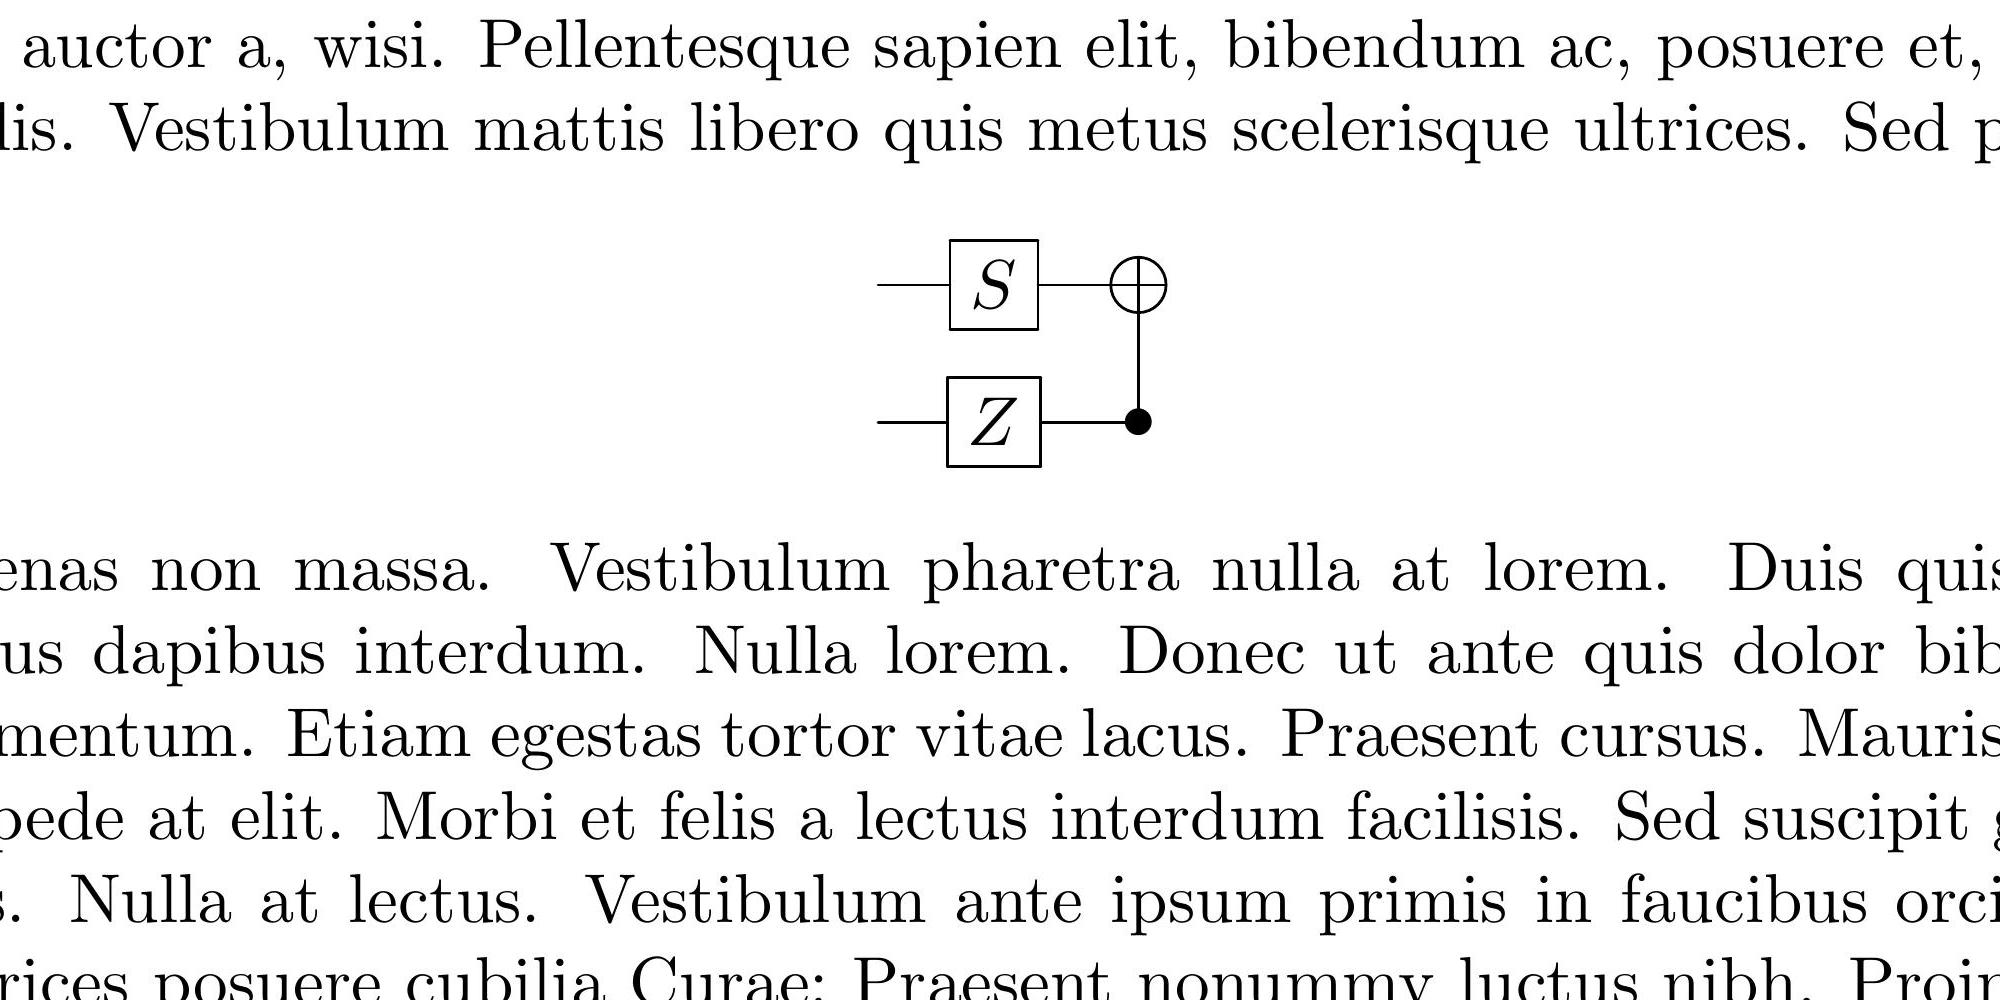 auctor a, wisi. Pellentesque sapien elit, bibendum ac, posuere et,
lis. Vestibulum mattis libero quis metus scelerisque ultrices. Sed p
S
Z
enas non massa. Vestibulum pharetra nulla at lorem. Duis quis
us dapibus interdum. Nulla lorem. Donec ut ante quis dolor bib
mentum. Etiam egestas tortor vitae lacus. Praesent cursus. Mauris
pede at elit. Morbi et felis a lectus interdum facilisis. Sed suscipit g
s. Nulla at lectus. Vestibulum ante ipsum primis in faucibus orci
rices posuere cubilia Curae; Praesent nonummy luctus nibh. Proin